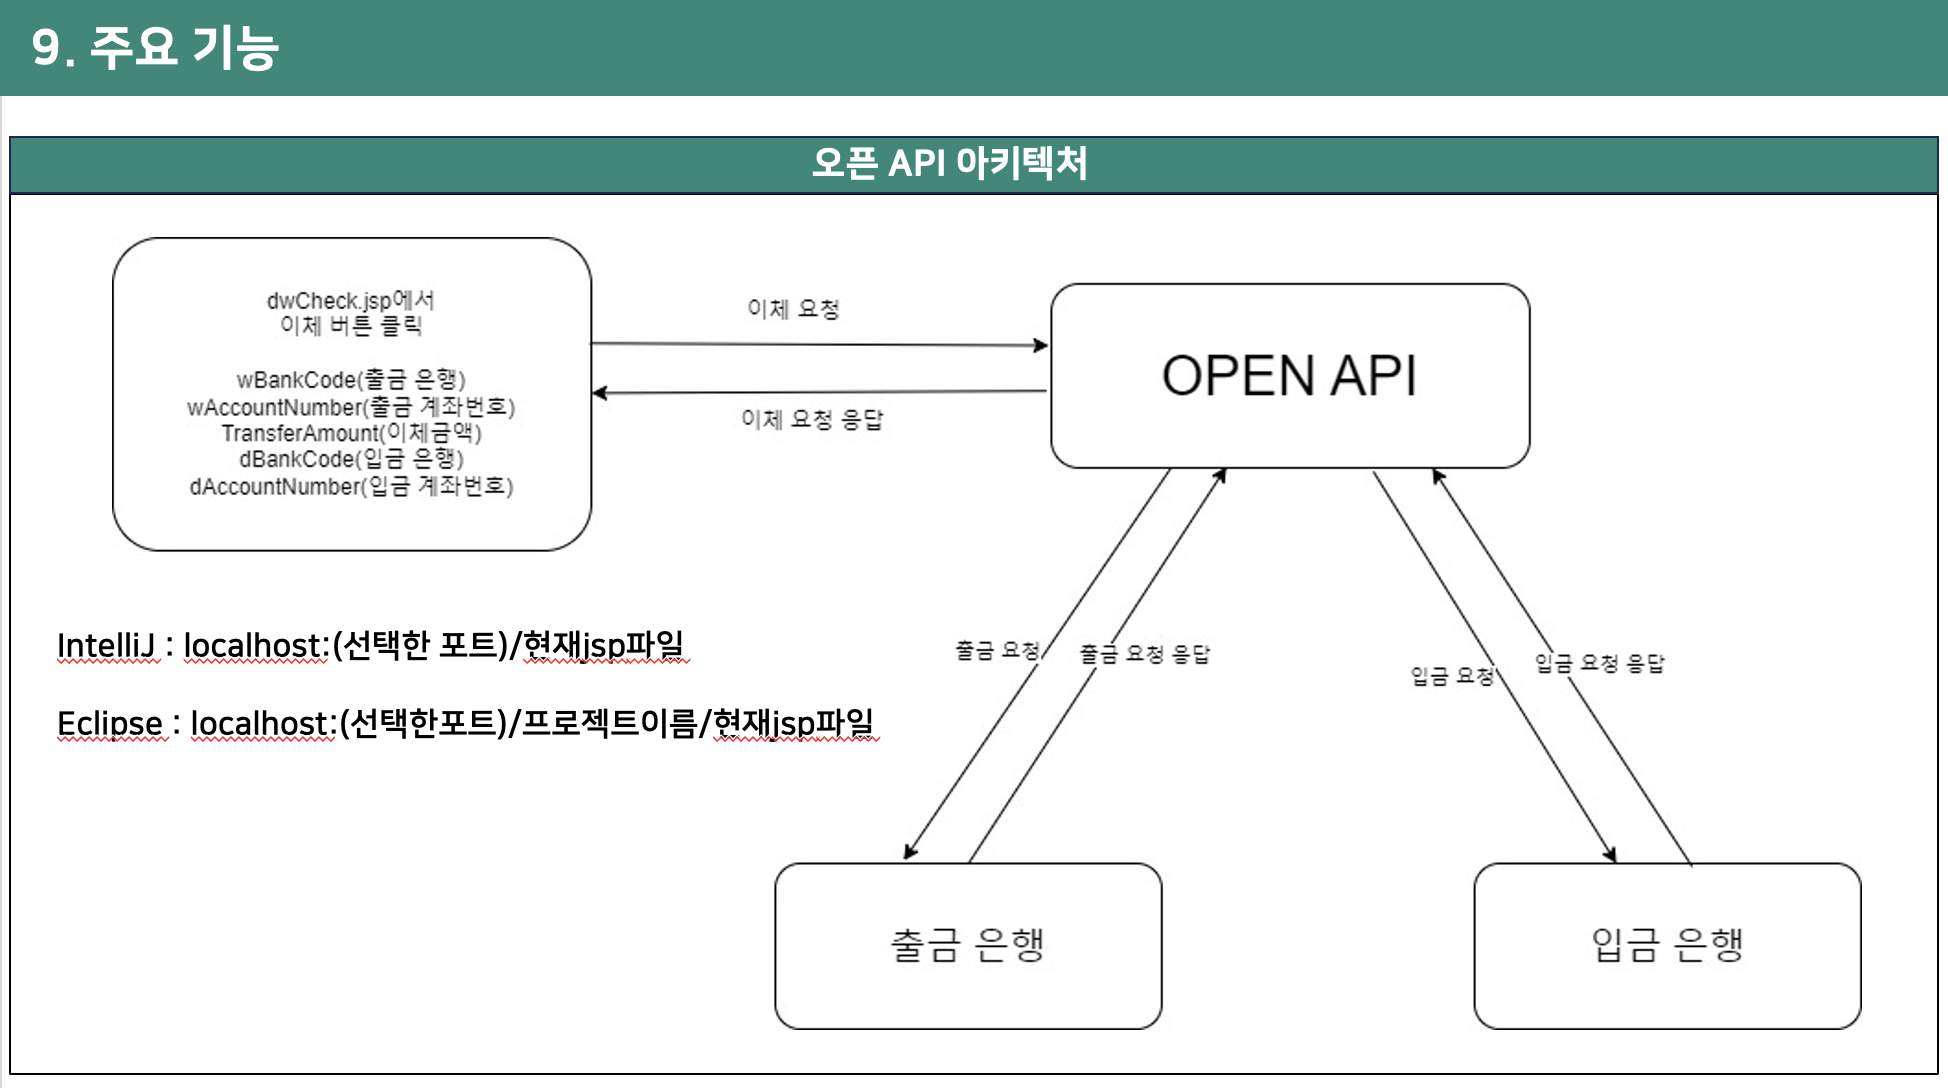 9. 주요 기능
오픈 API 아키텍처
dwCheck.jsp에서
이체 버튼 클릭
wBankCode(출금 은행)
wAccountNumber(출금 계좌번호)
TransferAmount(이체금액)
dBankCode(입금 은행)
dAccountNumber(입금 계좌번호)
이체 요청
이체 요청 응답
OPEN API
IntelliJ : localhost:(선택한 포트)/현재jsp파일
Eclipse : localhost:(선택한포트)/프로젝트이름/현재jsp파일
출금 요청
출금 요청 응답
입금 요청
입금 요청 응답
출금 은행
입금 은행